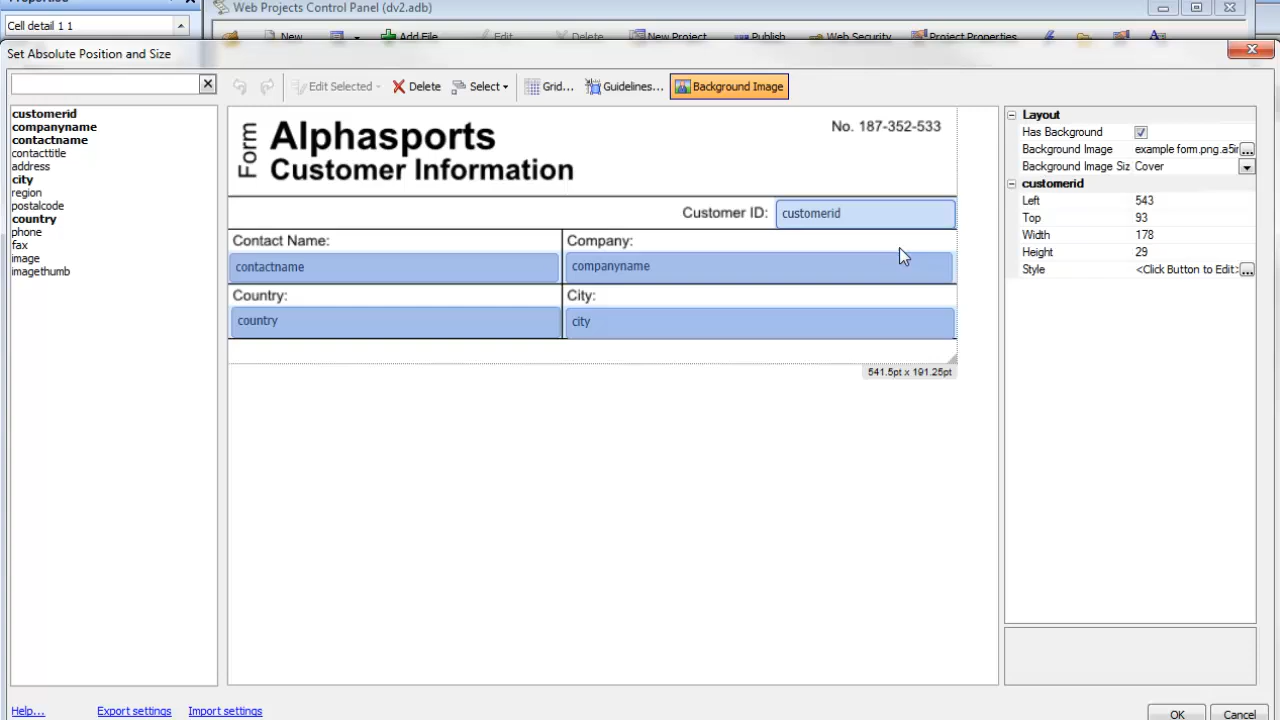 Properties
Web Projects Control Panel (dv2.adb)
Cell detail 1 1
New
Add File
Edit
Delete
New Project
Publish
Web Security
Project Properties
Set Absolute Position and Size
Edit Selected
Delete
Select
Grid...
Guidelines...
Background Image
customerid
companyname
contactname
contacttitle
address
city
region
postalcode
country
phone
fax
image
imagethumb
Form
Alphasports
Customer Information
No. 187-352-533
Customer ID:
customerid
Contact Name:
Company:
contactname
companyname
Country:
City:
country
city
541.5pt x 191.25pt
Layout
Has Background
Background Image example form.png.a5ir
Background Image Siz Cover
customerid
Left 543
Top 93
Width 178
Height 29
Style <Click Button to Edit>
Help...
Export settings
Import settings
OK
Cancel